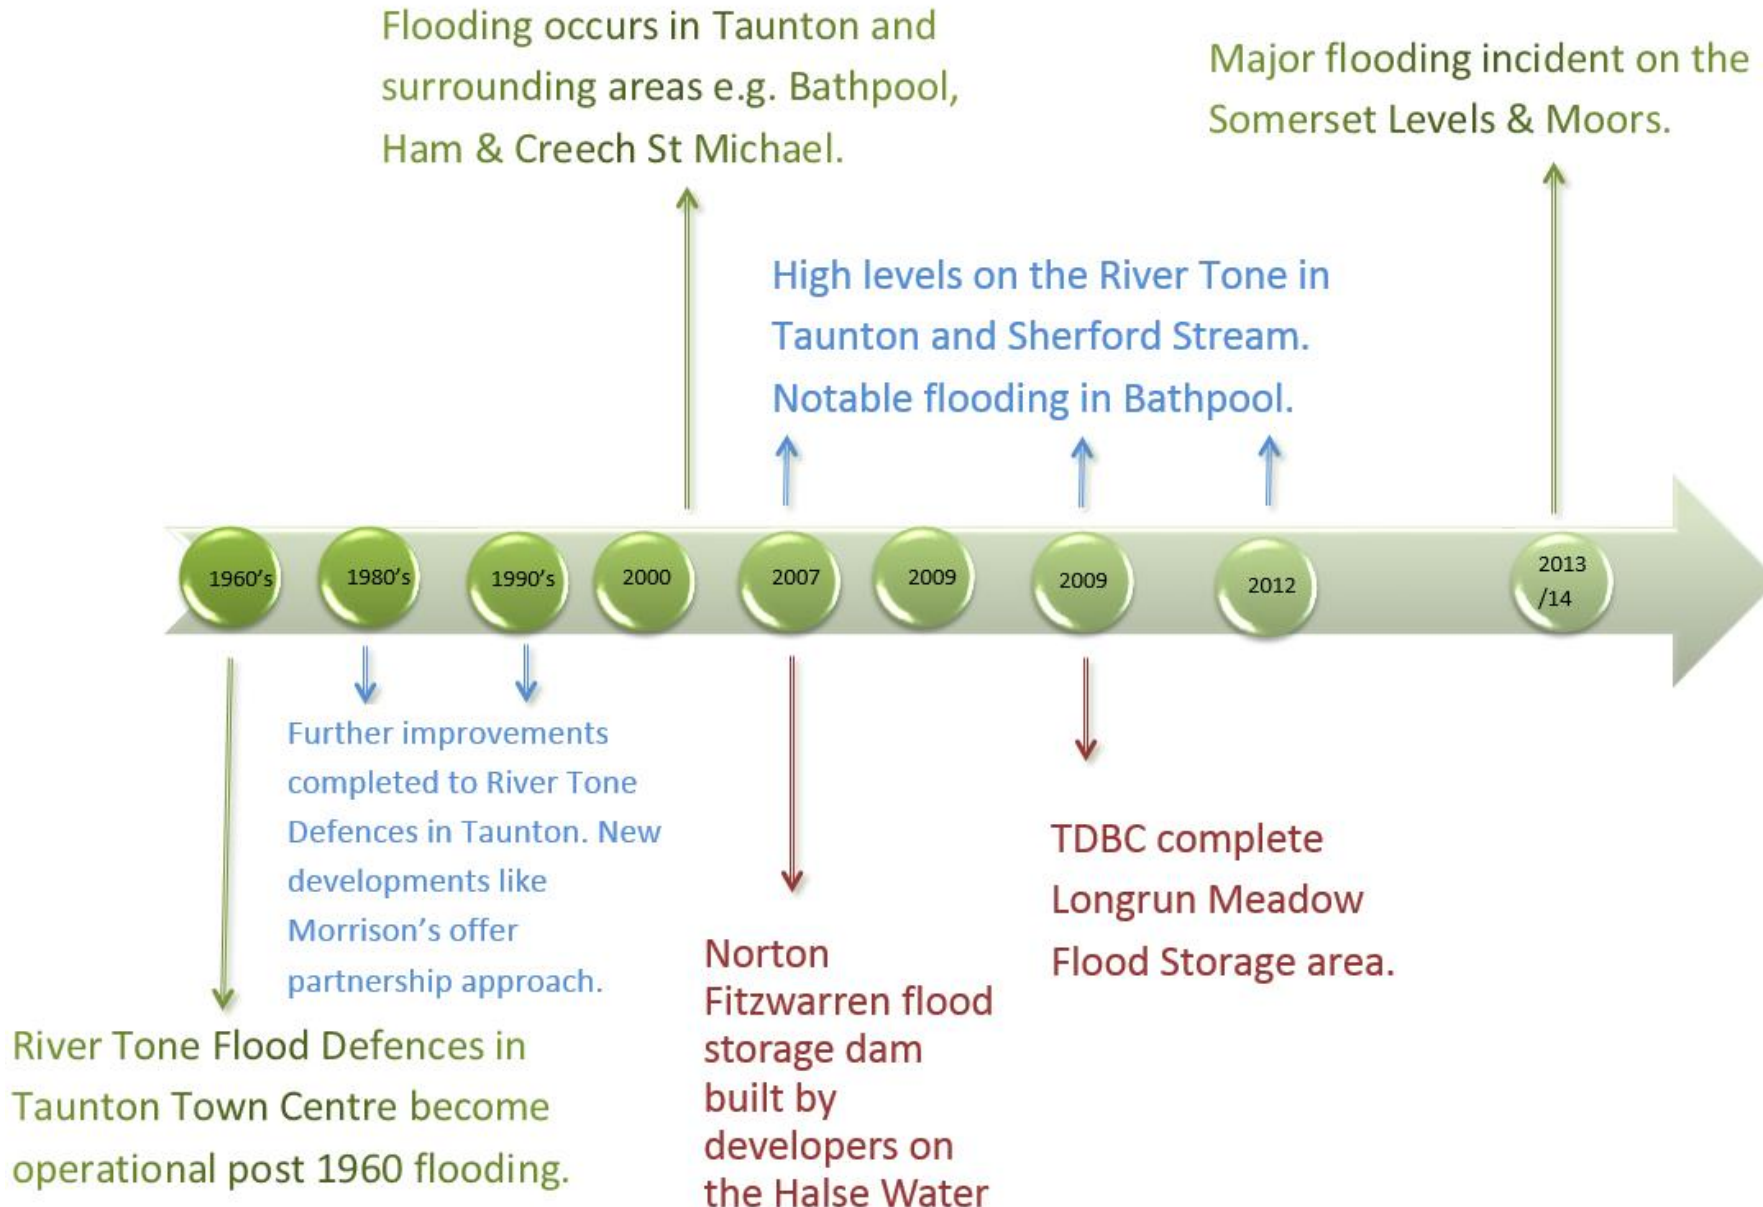 Flooding occurs in Taunton and
surrounding areas e.g. Bathpool,
Ham & Creech St Michael.
Major flooding incident on the
Somerset Levels & Moors.
High levels on the River Tone in
Taunton and Sherford Stream.
Notable flooding in Bathpool.
1960's
1980's
1990's
2000
2007
2009
2009
2012
2013
/14
Further improvements
completed to River Tone
Defences in Taunton. New
developments like
Morrison's offer
partnership approach.
River Tone Flood Defences in
Taunton Town Centre become
operational post 1960 flooding.
Norton
Fitzwarren flood
storage dam
built by
developers on
the Halse Water
TDBC complete
Longrun Meadow
Flood Storage area.